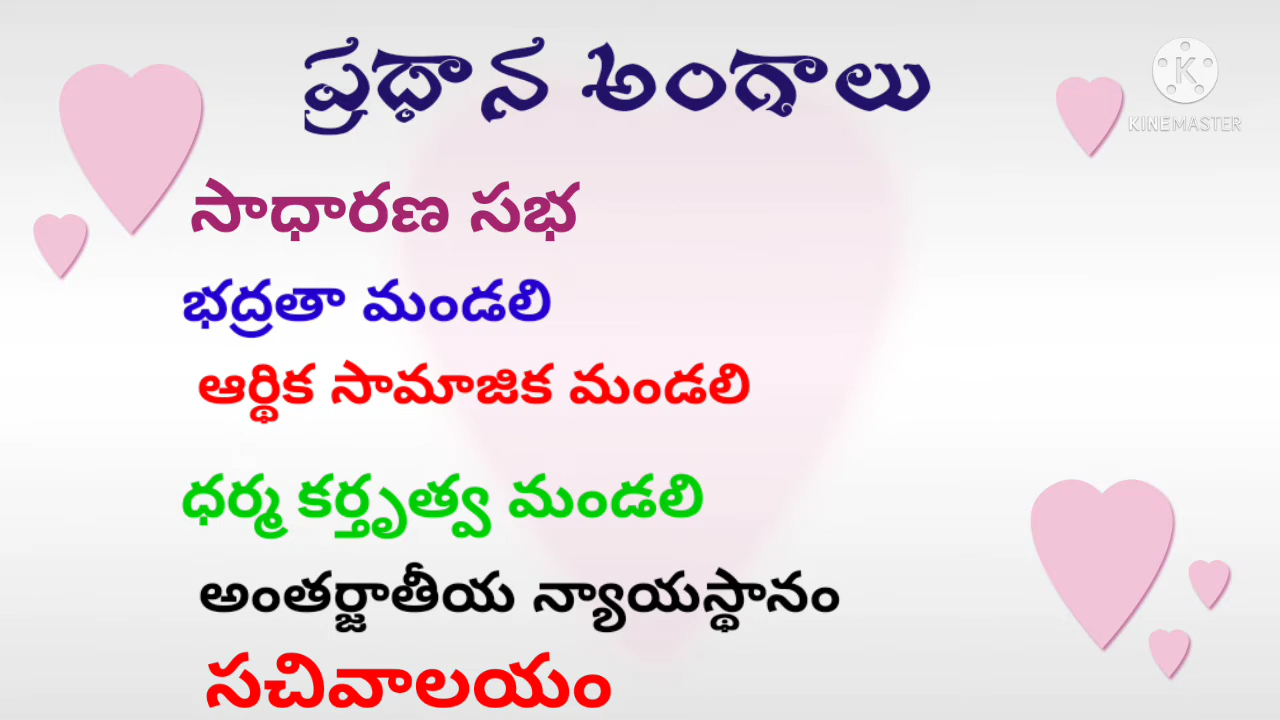 ప్రధాన అంగాలు
KINEMASTER
సాధారణ సభ
భద్రతా మండలి
ఆర్థిక సామాజిక మండలి
ధర్మ కర్తృత్వ మండలి
అంతర్జాతీయ న్యాయస్థానం
సచివాలయం